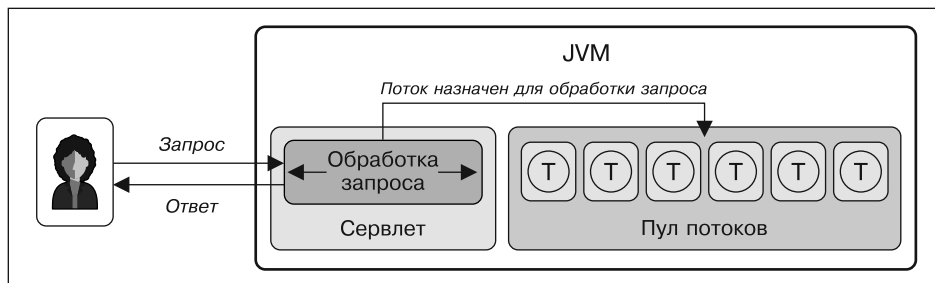 JVM
Поток назначен для обработки запроса
Запрос
Ответ
Обработка
запроса
Сервлет
T T T T T T
Пул потоков